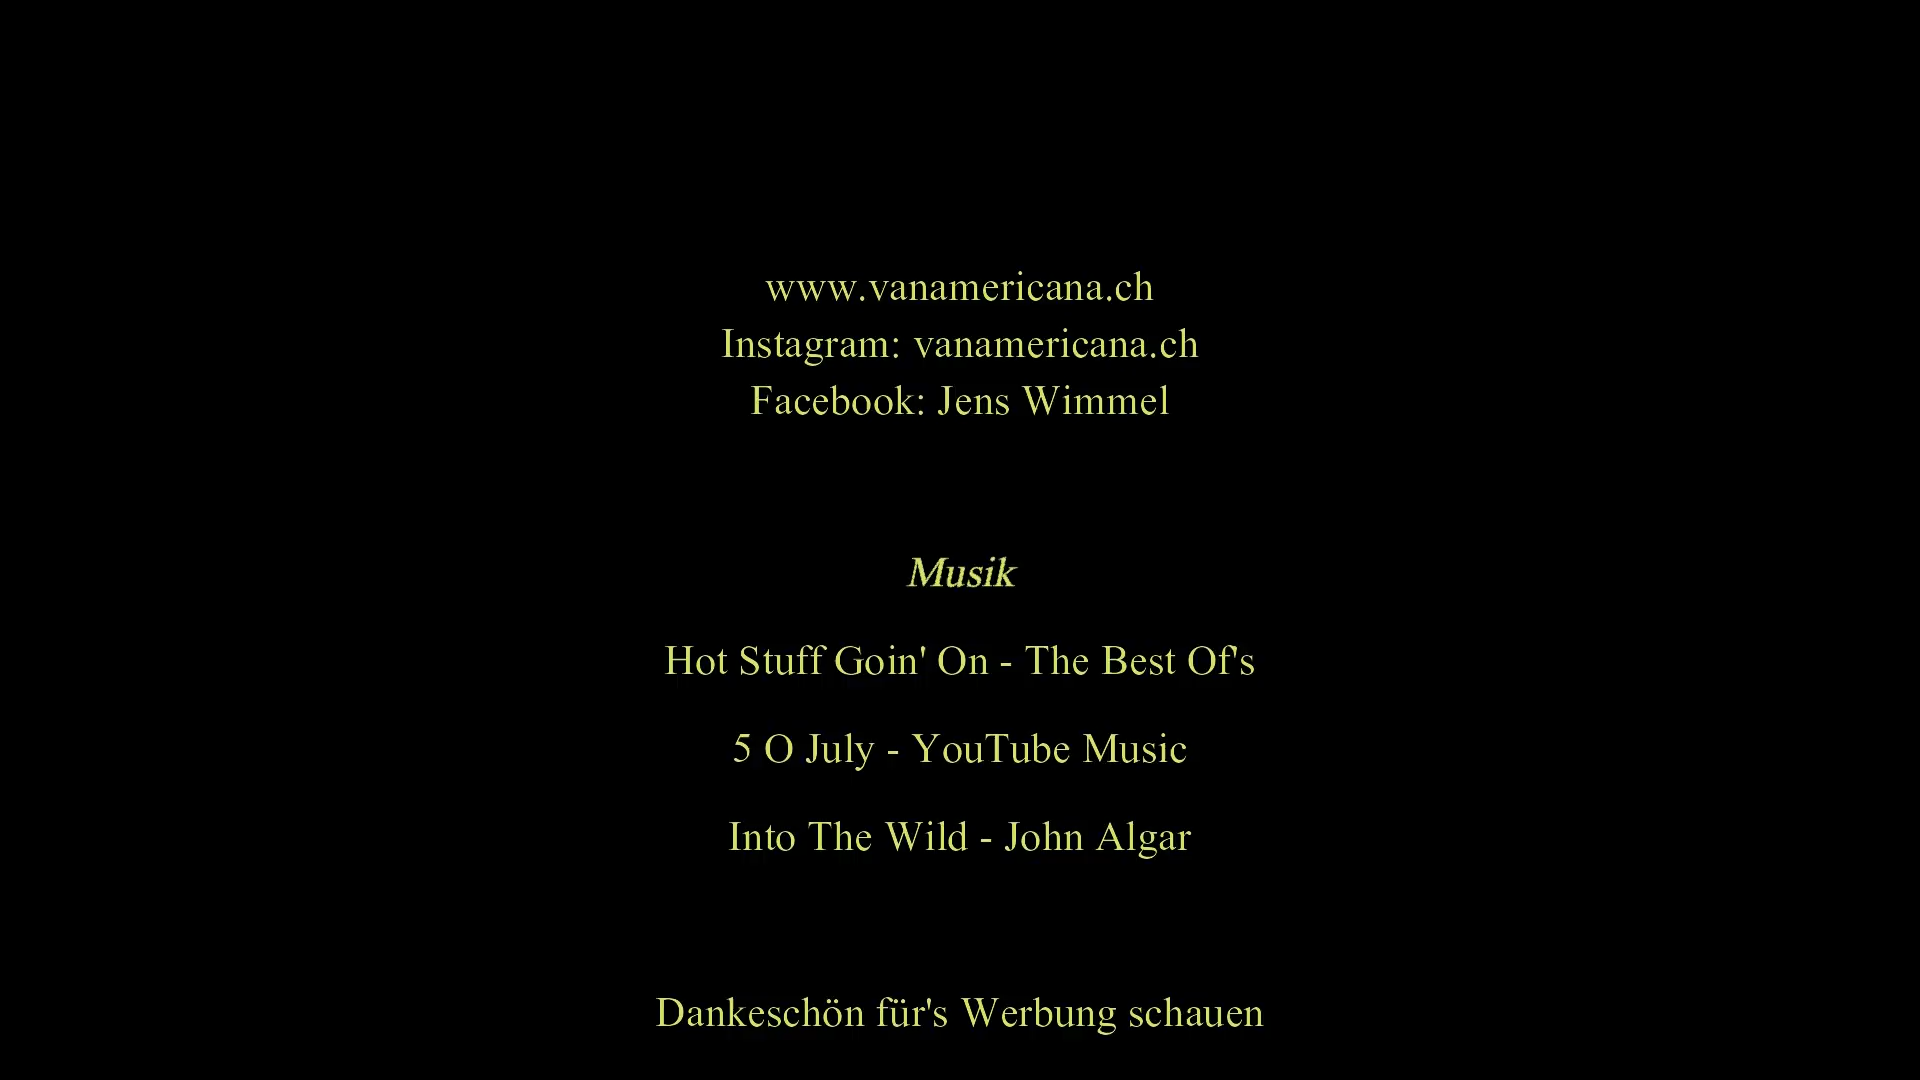 www.vanamericana.ch
Instagram: vanamericana.ch
Facebook: Jens Wimmel
Musik
Hot Stuff Goin' On - The Best Of's
5 O July - YouTube Music
Into The Wild - John Algar
Dankeschön für's Werbung schauen